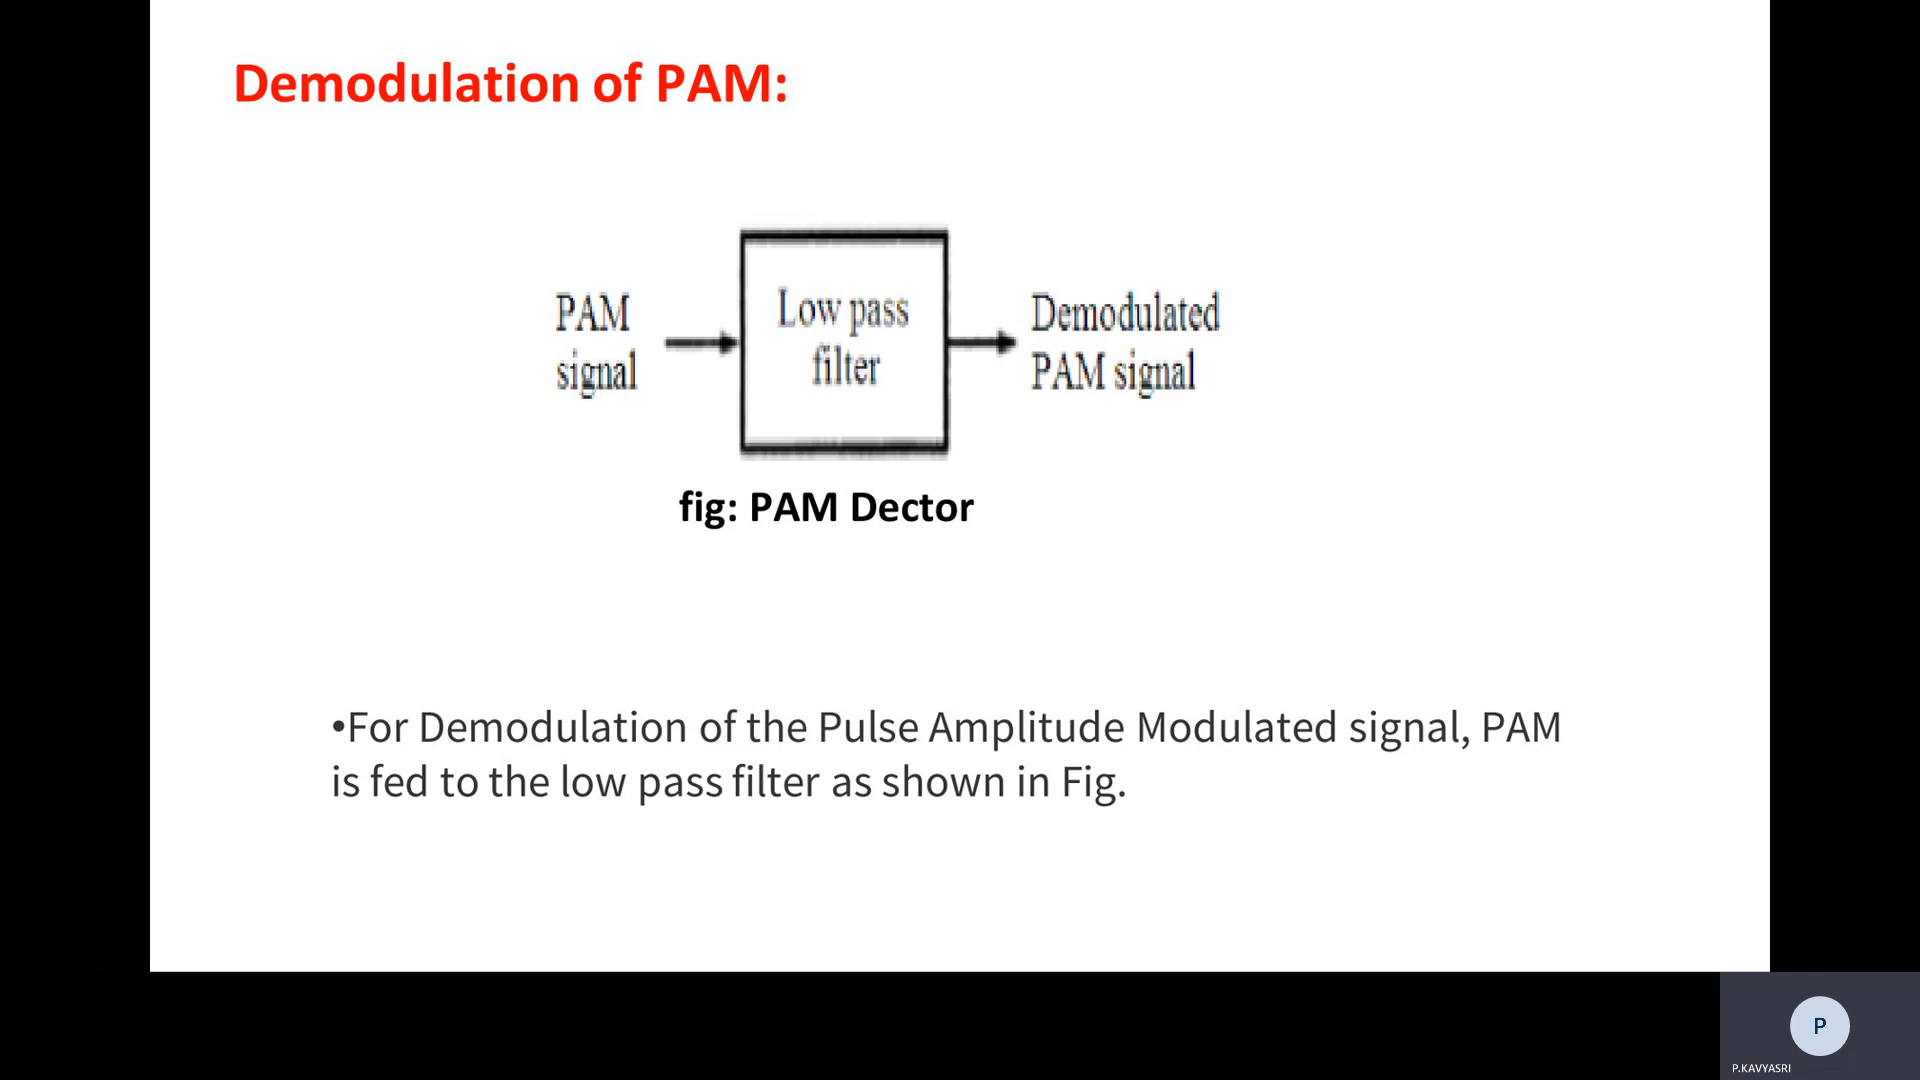 Demodulation of PAM:
PAM
signal
Low pass
filter
Demodulated
PAM signal
fig: PAM Dector
•For Demodulation of the Pulse Amplitude Modulated signal, PAM
is fed to the low pass filter as shown in Fig.
P
P.KAVYASRI